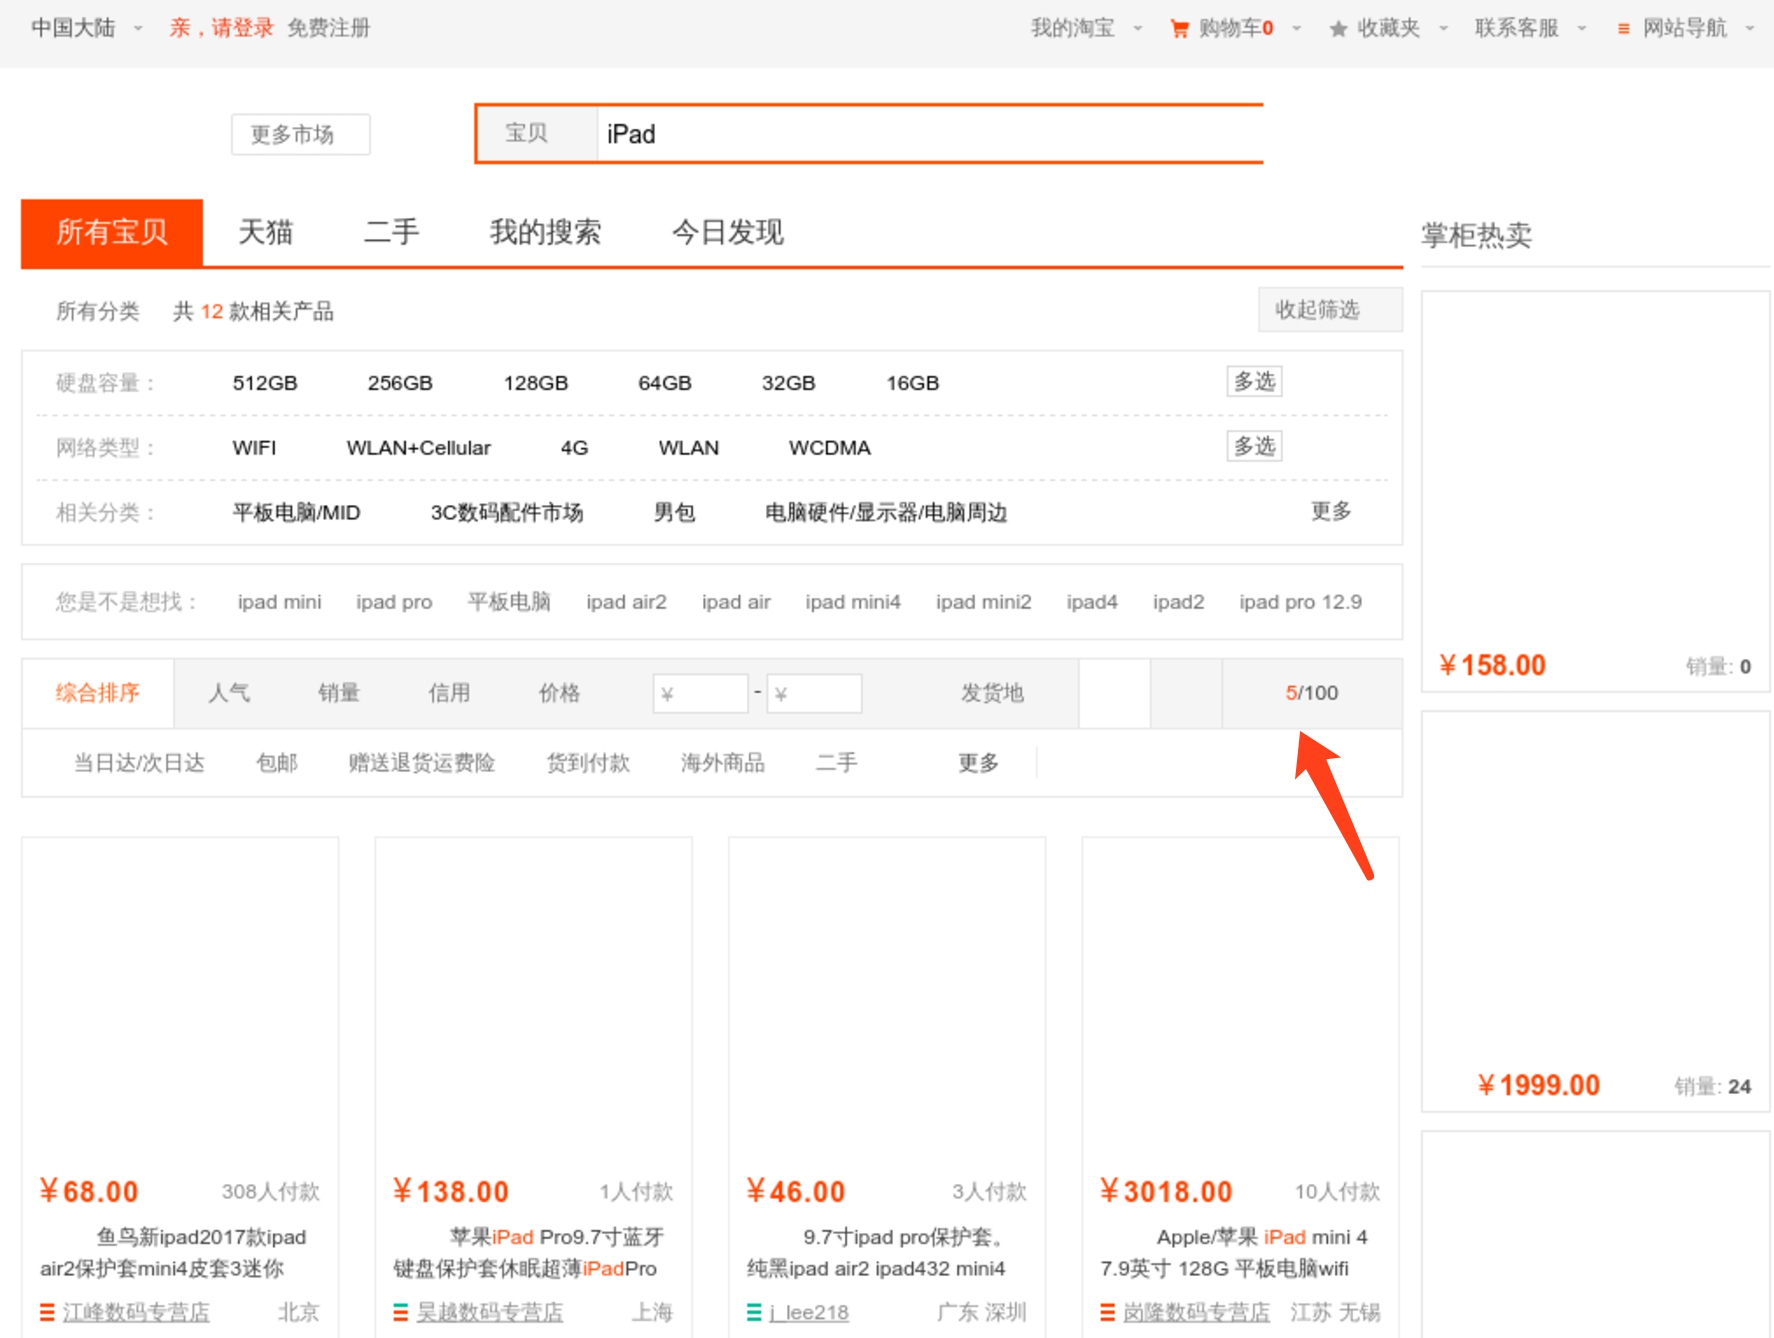 中国大陆 亲，请登录 免费注册 我的淘宝 购物车0 收藏夹 联系客服 网站导航
更多市场 宝贝 iPad
所有宝贝 天猫 二手 我的搜索 今日发现 掌柜热卖
所有分类 共 12 款相关产品 收起筛选
硬盘容量： 512GB 256GB 128GB 64GB 32GB 16GB 多选
网络类型： WIFI WLAN+Cellular 4G WLAN WCDMA 多选
相关分类： 平板电脑/MID 3C数码配件市场 男包 电脑硬件/显示器/电脑周边 更多
您是不是想找： ipad mini ipad pro 平板电脑 ipad air2 ipad air ipad mini4 ipad mini2 ipad4 ipad2 ipad pro 12.9
¥158.00 销量: 0
综合排序 人气 销量 信用 价格 ¥ - ¥ 发货地 5/100
当日达/次日达 包邮 赠送退货运费险 货到付款 海外商品 二手 更多
¥1999.00 销量: 24
¥68.00 308人付款
鱼鸟新ipad2017款ipad
air2保护套mini4皮套3迷你
江峰数码专营店 北京
¥138.00 1人付款
苹果iPad Pro9.7寸蓝牙
键盘保护套休眠超薄iPadPro
吴越数码专营店 上海
¥46.00 3人付款
9.7寸ipad pro保护套。
纯黑ipad air2 ipad432 mini4
j_lee218 广东 深圳
¥3018.00 10人付款
Apple/苹果 iPad mini 4
7.9英寸 128G 平板电脑wifi
岗隆数码专营店 江苏 无锡